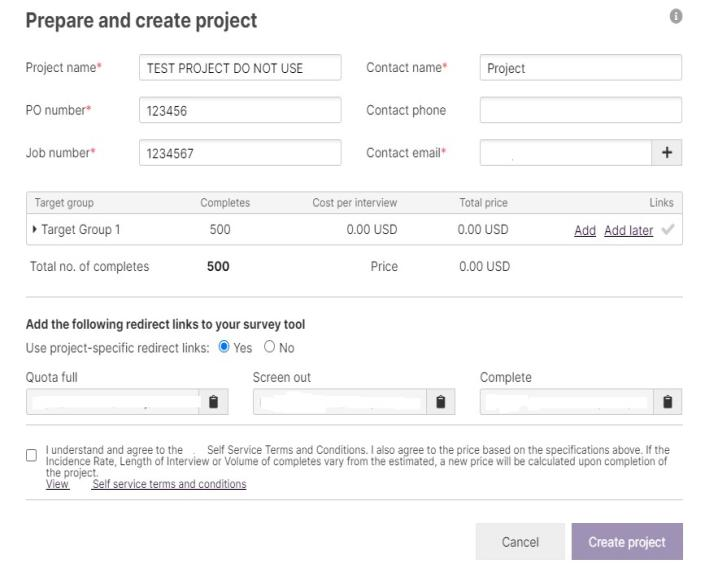 Prepare and create project
Project name* TEST PROJECT DO NOT USE Contact name* Project
PO number* 123456 Contact phone
Job number* 1234567 Contact email* +
Target group Completes Cost per interview Total price Links
Target Group 1 500 0.00 USD 0.00 USD Add Add later
Total no. of completes 500 Price 0.00 USD
Add the following redirect links to your survey tool
Use project-specific redirect links: Yes No
Quota full Screen out Complete
I understand and agree to the Self Service Terms and Conditions. I also agree to the price based on the specifications above. If the
Incidence Rate, Length of Interview or Volume of completes vary from the estimated, a new price will be calculated upon completion of
the project.
View Self service terms and conditions
Cancel Create project